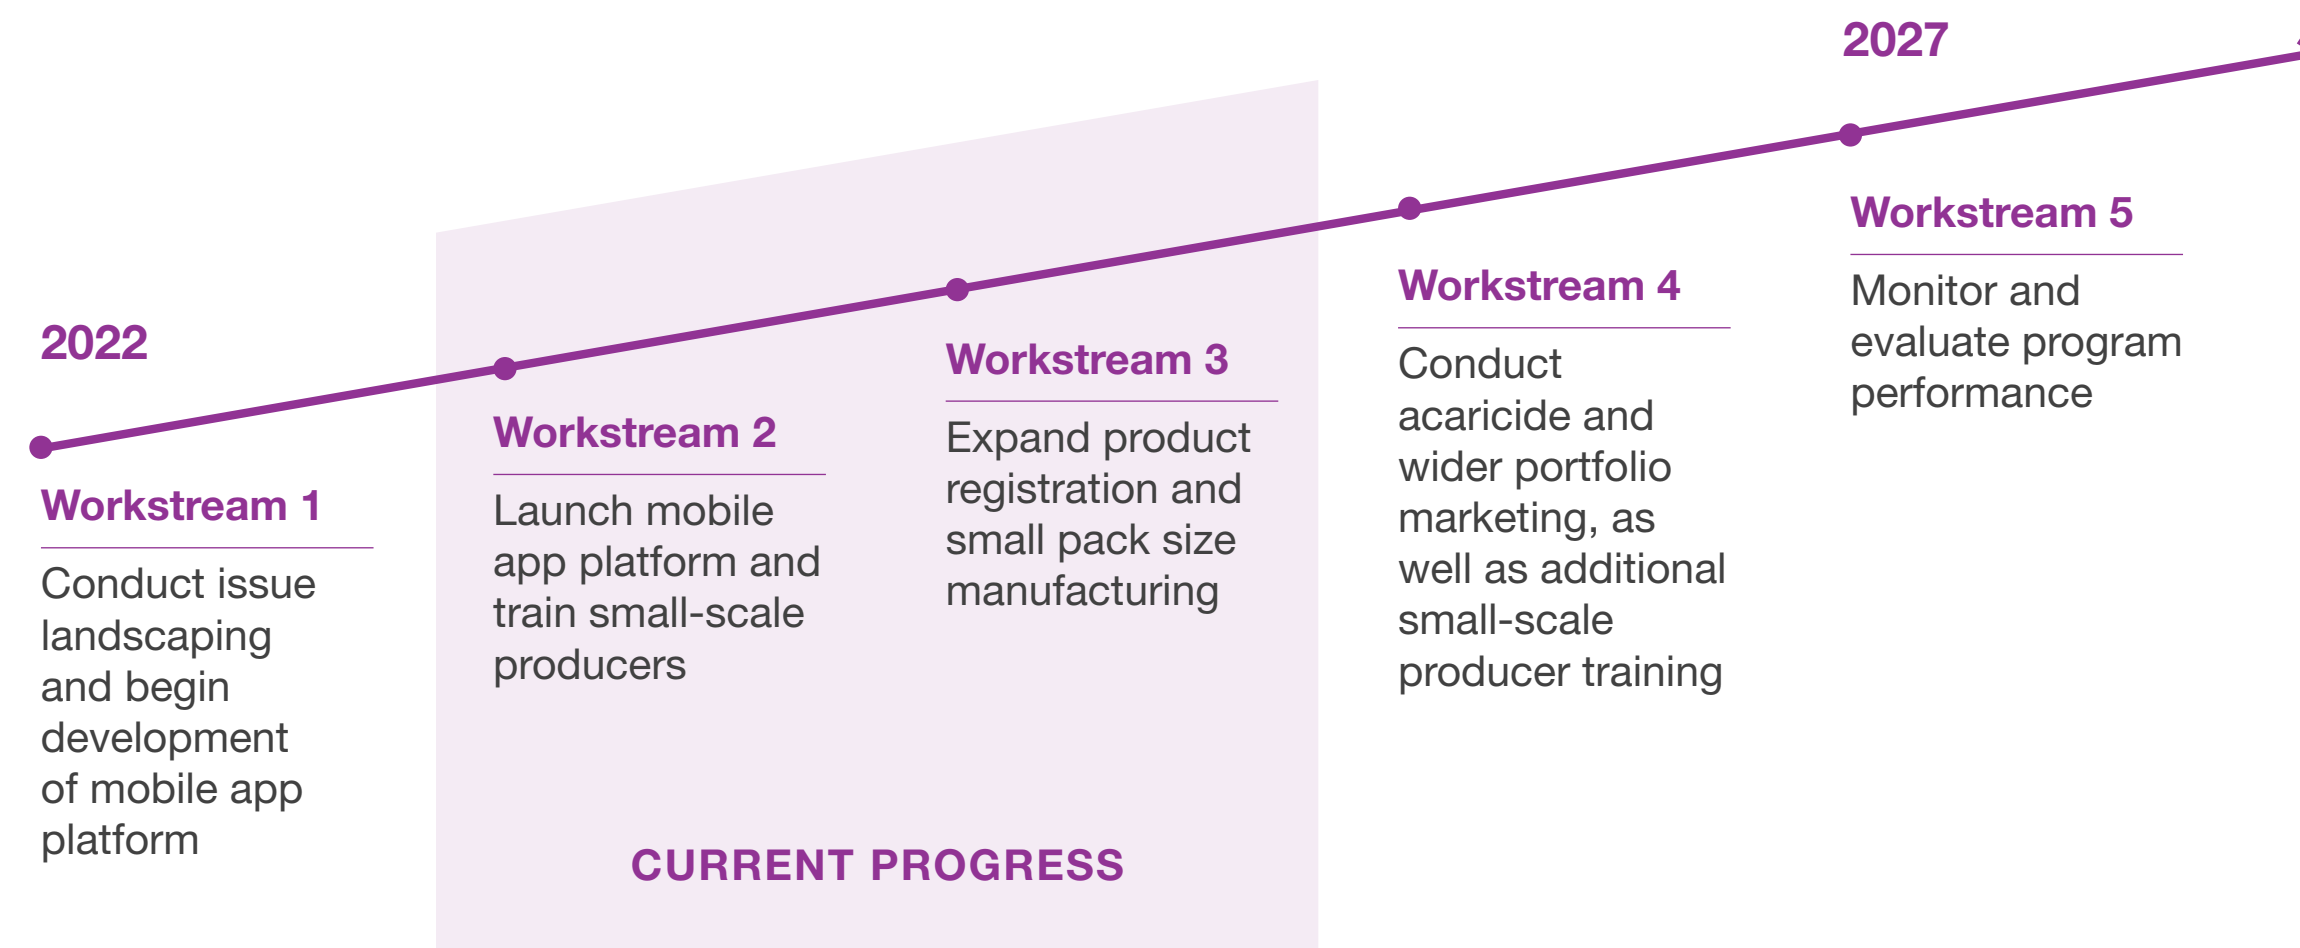 2022
Workstream 1
Conduct issue
landscaping
and begin
development
of mobile app
platform
Workstream 2
Launch mobile
app platform and
train small-scale
producers
Workstream 3
Expand product
registration and
small pack size
manufacturing
CURRENT PROGRESS
Workstream 4
Conduct
acaricide and
wider portfolio
marketing, as
well as additional
small-scale
producer training
2027
Workstream 5
Monitor and
evaluate program
performance